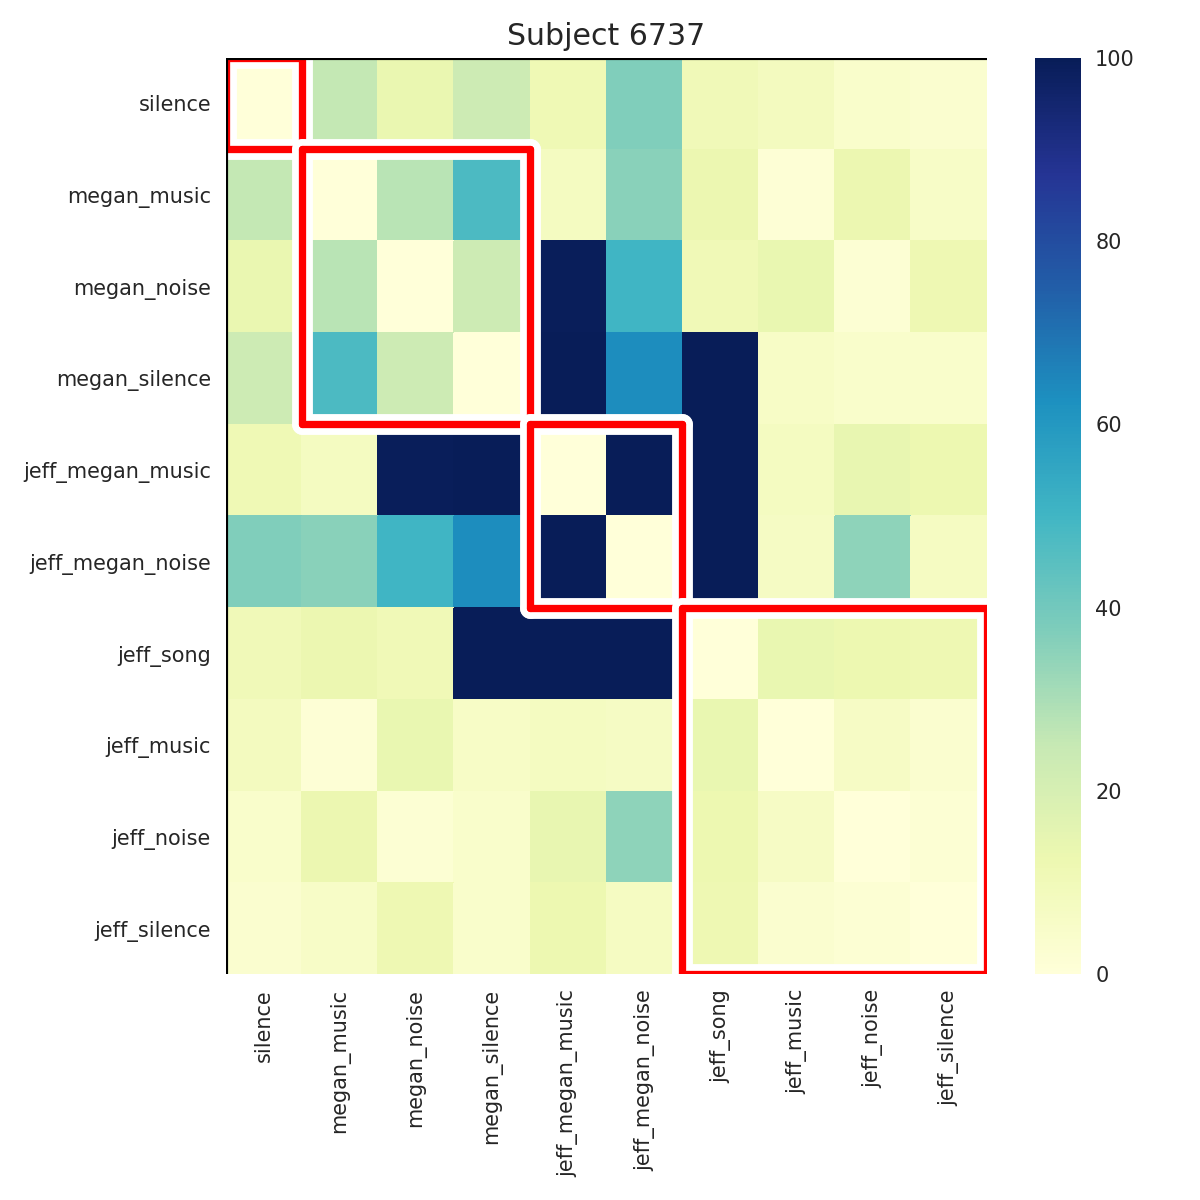 Subject 6737
silence
megan_music
megan_noise
megan_silence
jeff_megan_music
jeff_megan_noise
jeff_song
jeff_music
jeff_noise
jeff_silence
100
80
60
40
20
0
silence
megan_music
megan_noise
megan_silence
jeff_megan_music
jeff_megan_noise
jeff_song
jeff_music
jeff_noise
jeff_silence